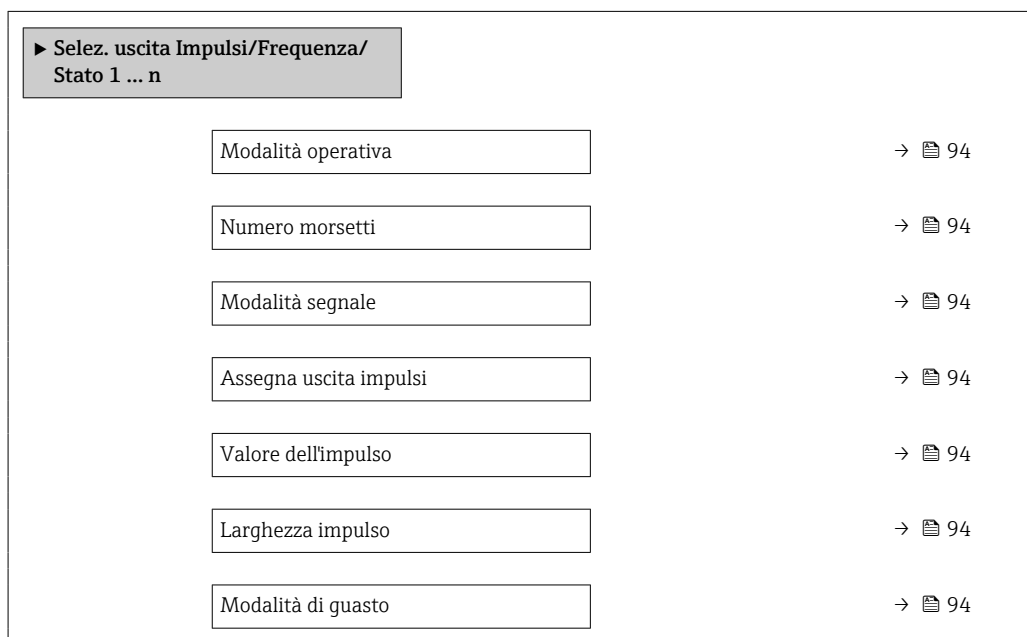 ▶ Selez. uscita Impulsi/Frequenza/
Stato 1 … n
Modalità operativa → 94
Numero morsetti → 94
Modalità segnale → 94
Assegna uscita impulsi → 94
Valore dell'impulso → 94
Larghezza impulso → 94
Modalità di guasto → 94